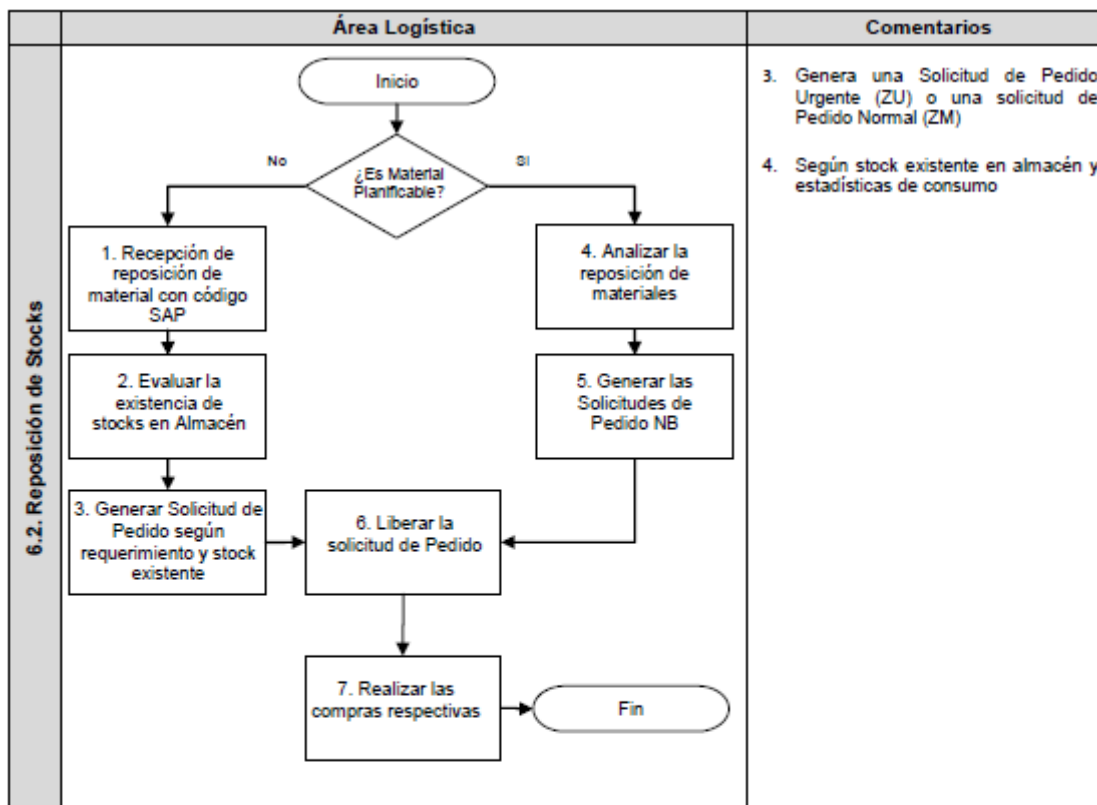 Área Logística
Comentarios
6.2. Reposición de Stocks
Inicio
¿Es Material
Planificable?
No
Si
1. Recepción de
reposición de
material con código
SAP
2. Evaluar la
existencia de
stocks en Almacén
3. Generar Solicitud de
Pedido según
requerimiento y stock
existente
4. Analizar la
reposición de
materiales
5. Generar las
Solicitudes de
Pedido NB
6. Liberar la
solicitud de Pedido
7. Realizar las
compras respectivas
Fin
3. Genera una Solicitud de Pedido
Urgente (ZU) o una solicitud de
Pedido Normal (ZM)
4. Según stock existente en almacén y
estadísticas de consumo